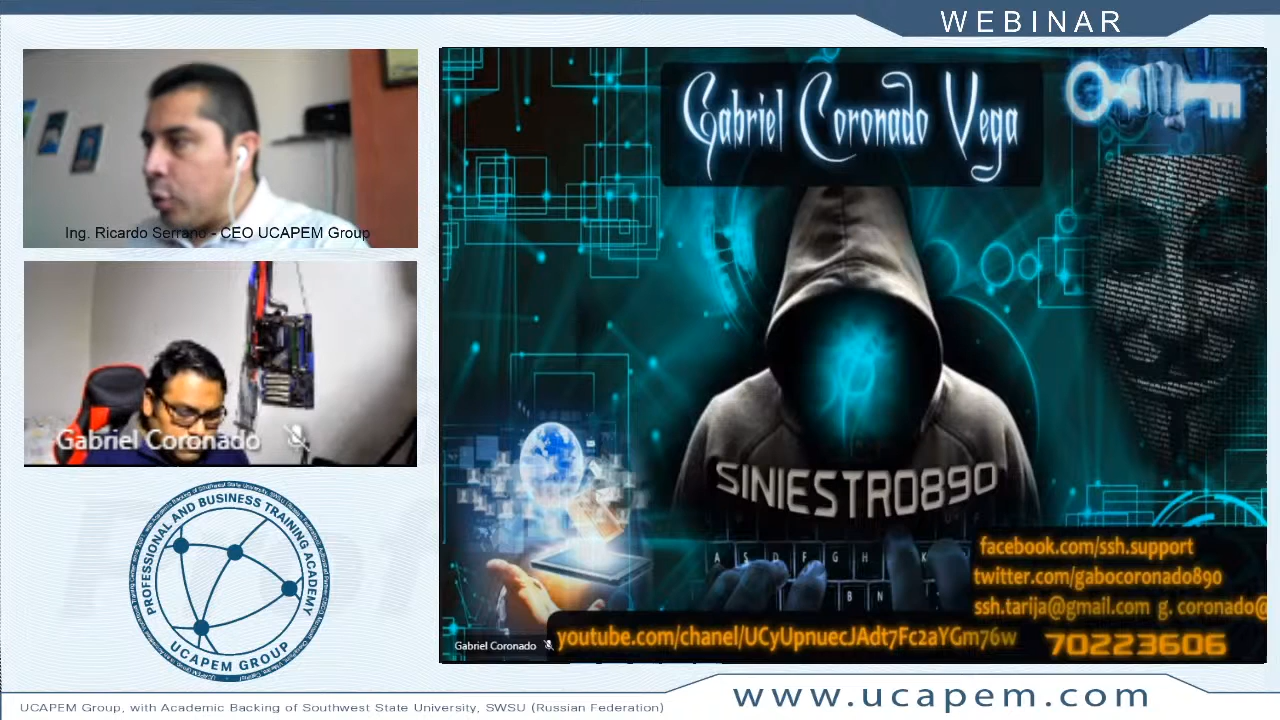 WEBINAR
Ing. Ricardo Serrano - CEO UCAPEM Group
Gabriel Coronado
PROFESSIONAL AND BUSINESS TRAINING ACADEMY
UCAPEM GROUP
Gabriel Coronado Vega
SINIESTRO890
A S D F G H K
B N
facebook.com/ssh.support
twitter.com/gabocoronado890
ssh.tarija@gmail.com g. coronado@
youtube.com/chanel/UCyUpnuecJAdt7Fc2aYGm76w
70223606
Gabriel Coronado
www.ucapem.com
UCAPEM Group, with Academic Backing of Southwest State University, SWSU (Russian Federation)